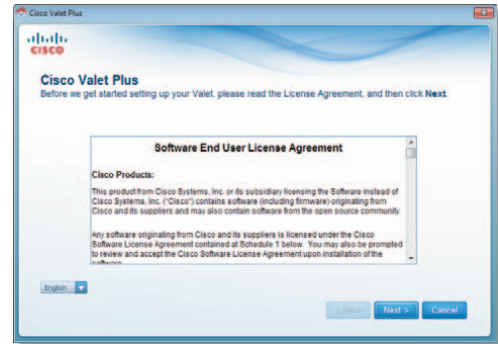 Cisco Valet Plus
CISCO
Cisco Valet Plus
Before we get started setting up your Valet, please read the License Agreement, and then click Next.
Software End User License Agreement
Cisco Products:
This product from Cisco Systems, Inc. or its subsidiary licensing the Software instead of
Cisco Systems, Inc. ("Cisco") contains software (including firmware) originating from
Cisco and its suppliers and may also contain software from the open source community.
Any software originating from Cisco and its suppliers is licensed under the Cisco
Software License Agreement contained at Schedule 1 below. You may also be prompted
to review and accept the Cisco Software License Agreement upon installation of the
software.
English
< Back Next > Cancel